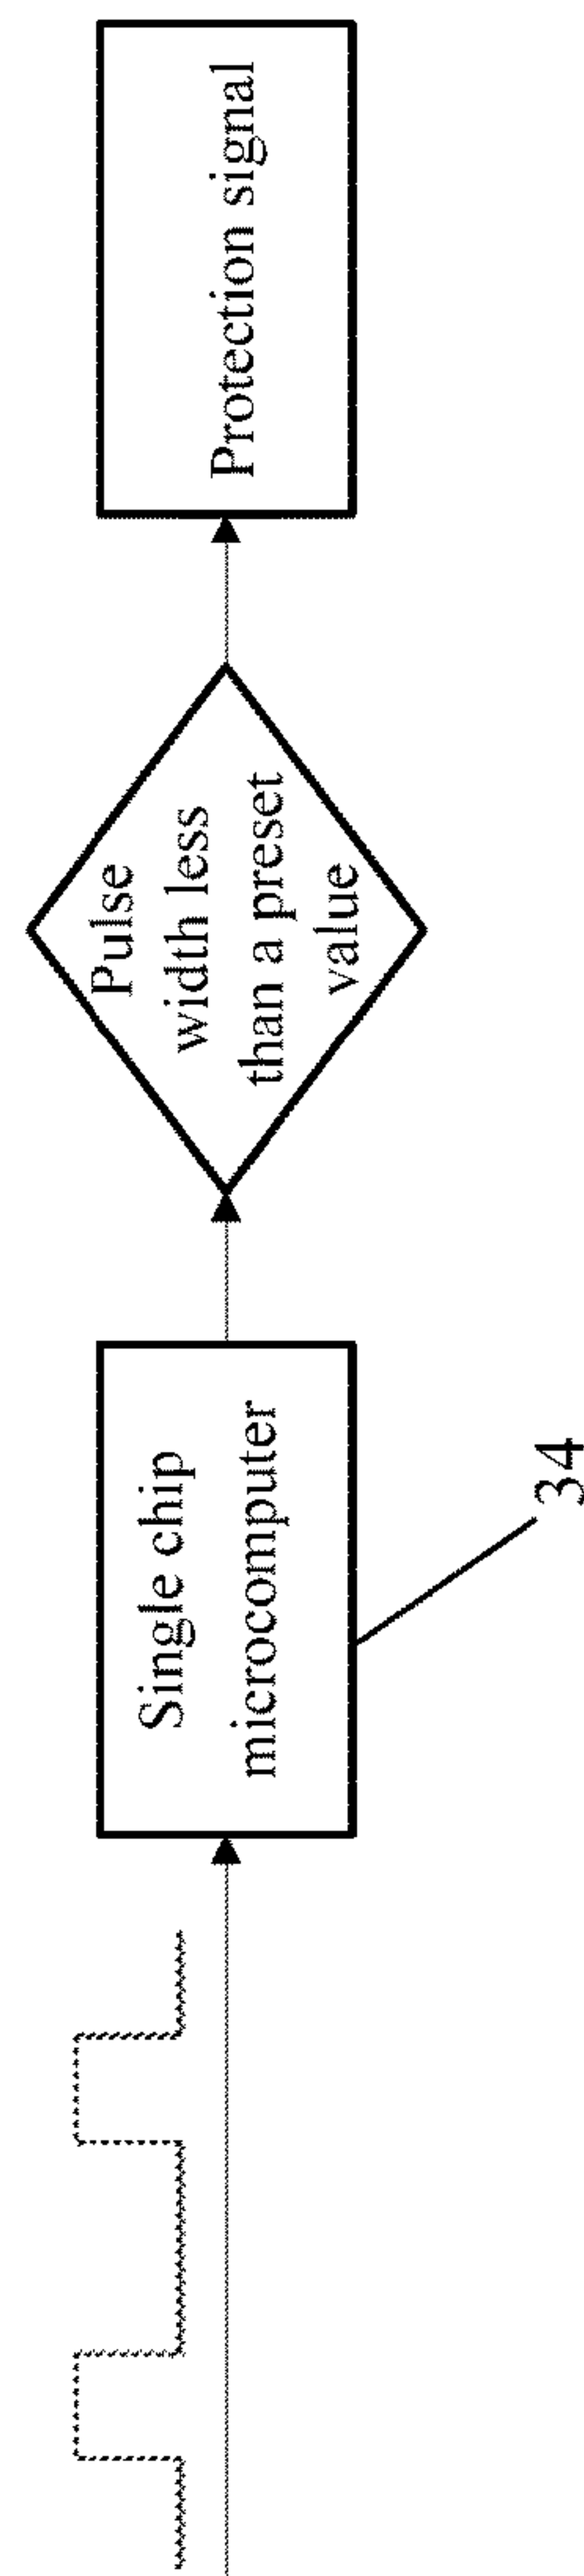 Single chip
microcomputer
34
Pulse
width less
than a preset
value
Protection signal